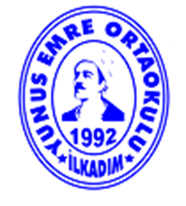 YUNUS EMRE ORTAOKULU
1992
* İLKADIM *